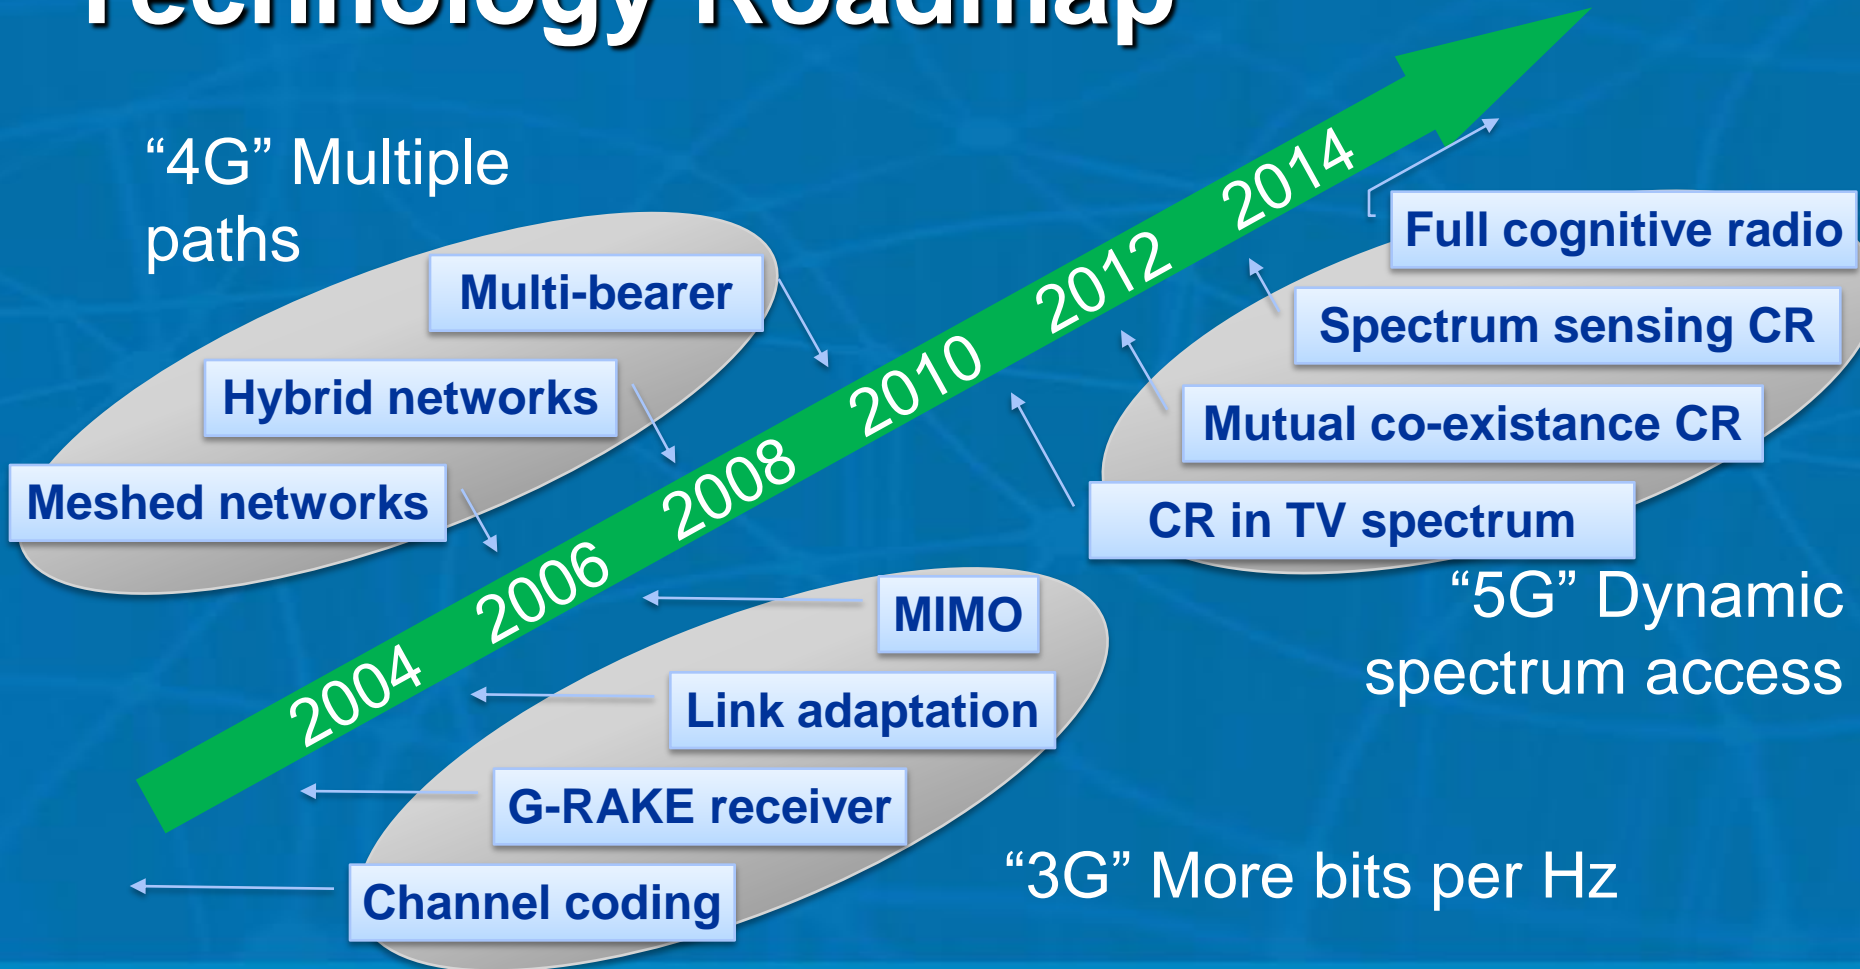 Technology Roadmap
“4G” Multiple
paths
Multi-bearer
Hybrid networks
Meshed networks
2004
2006
2008
2010
2012
2014
Full cognitive radio
Spectrum sensing CR
Mutual co-existance CR
CR in TV spectrum
“5G” Dynamic
spectrum access
MIMO
Link adaptation
G-RAKE receiver
Channel coding
“3G” More bits per Hz